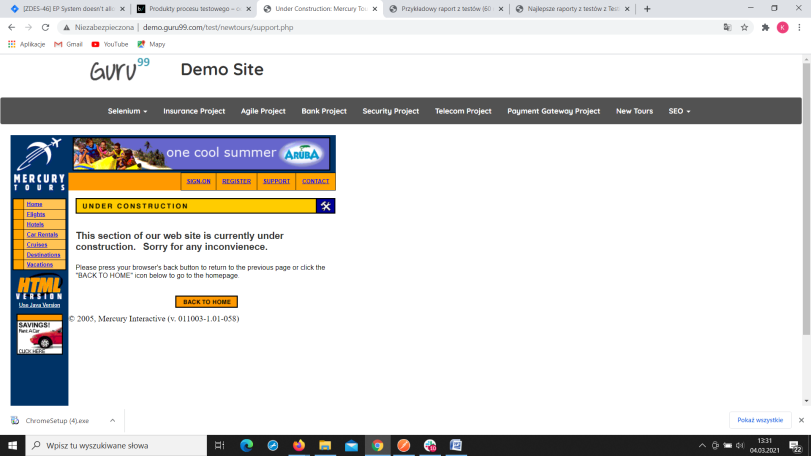 [ZDES-46] EP System doesn't all
Produkty procesu testowego – c
Under Construction: Mercury Tou
Przykładowy raport z testów (60
Najlepsze raporty z testów z Test
Niezabezpieczona | demo.guru99.com/test/newtours/support.php
K
Aplikacje Gmail YouTube Mapy
Guru99 Demo Site
Selenium Insurance Project Agile Project Bank Project Security Project Telecom Project Payment Gateway Project New Tours SEO
one cool summer ARUBA
MERCURY
TOURS
SIGN-ON REGISTER SUPPORT CONTACT
Home
Flights
Hotels
Car Rentals
Cruises
Destinations
Vacations
HTML
VERSION
Use Java Version
SAVINGS!
Rent A Car
CLICK HERE
UNDER CONSTRUCTION
This section of our web site is currently under
construction. Sorry for any inconvienece.
Please press your browser's back button to return to the previous page or click the
"BACK TO HOME" icon below to go to the homepage
BACK TO HOME
© 2005, Mercury Interactive (v. 011003-1.01-058)
ChromeSetup (4).exe
Pokaż wszystkie
Wpisz tu wyszukiwane słowa
13:31
04.03.2021
22